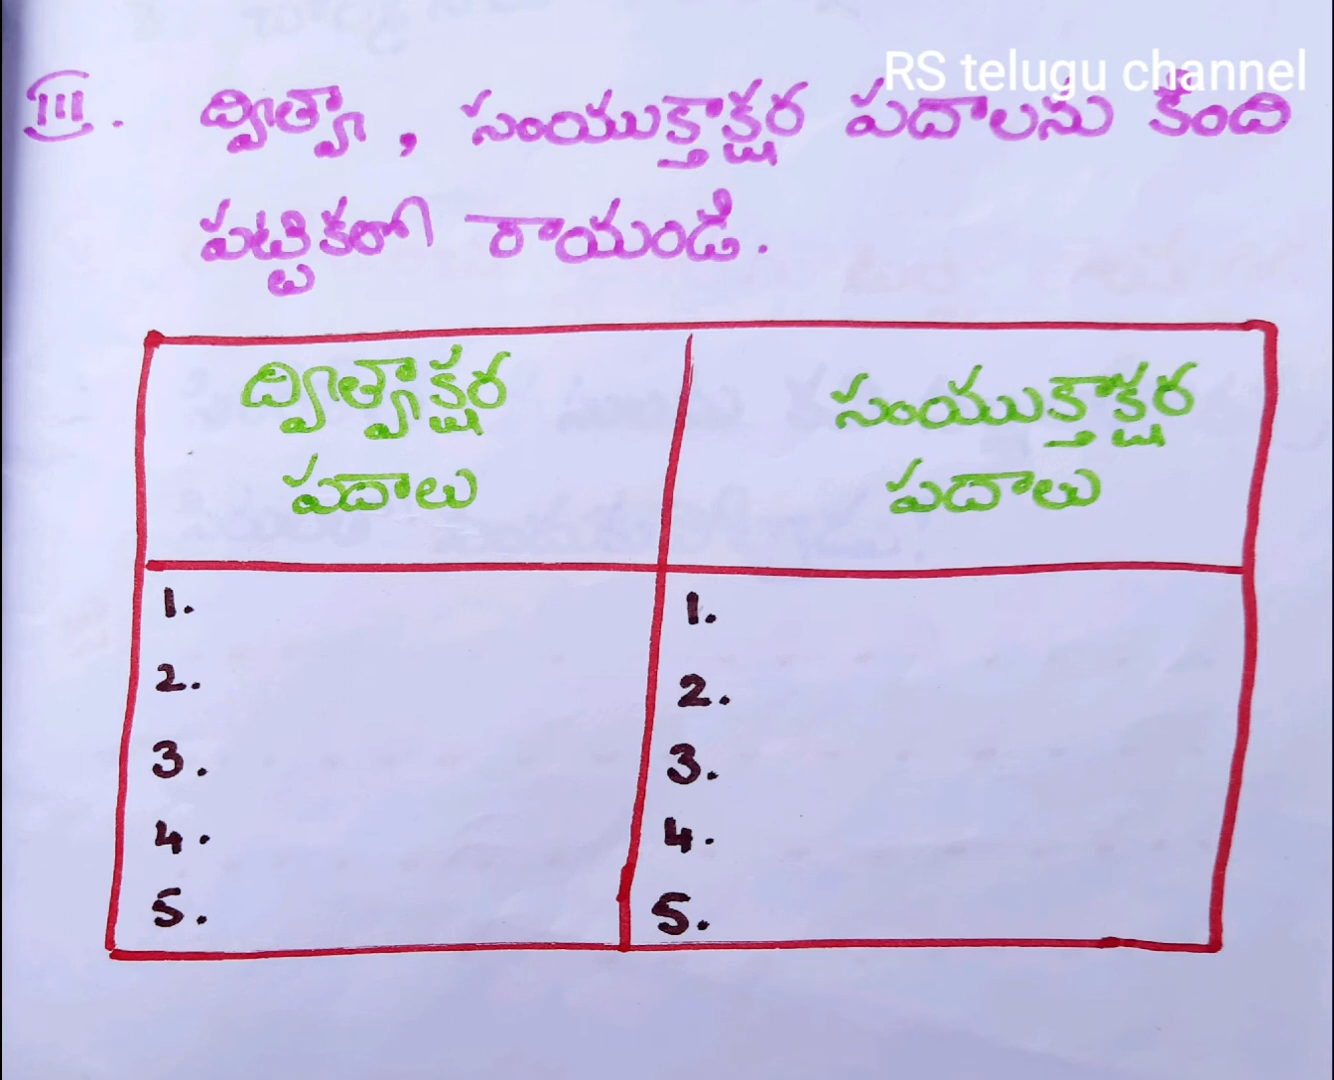 RS telugu channel
III. ద్విత్వా, సంయుక్తాక్షర పదాలను కింది
పట్టికలో రాయండి.
ద్విత్వాక్షర
పదాలు
సంయుక్తాక్షర
పదాలు
1.
2.
3.
4.
5.
1.
2.
3.
4.
5.